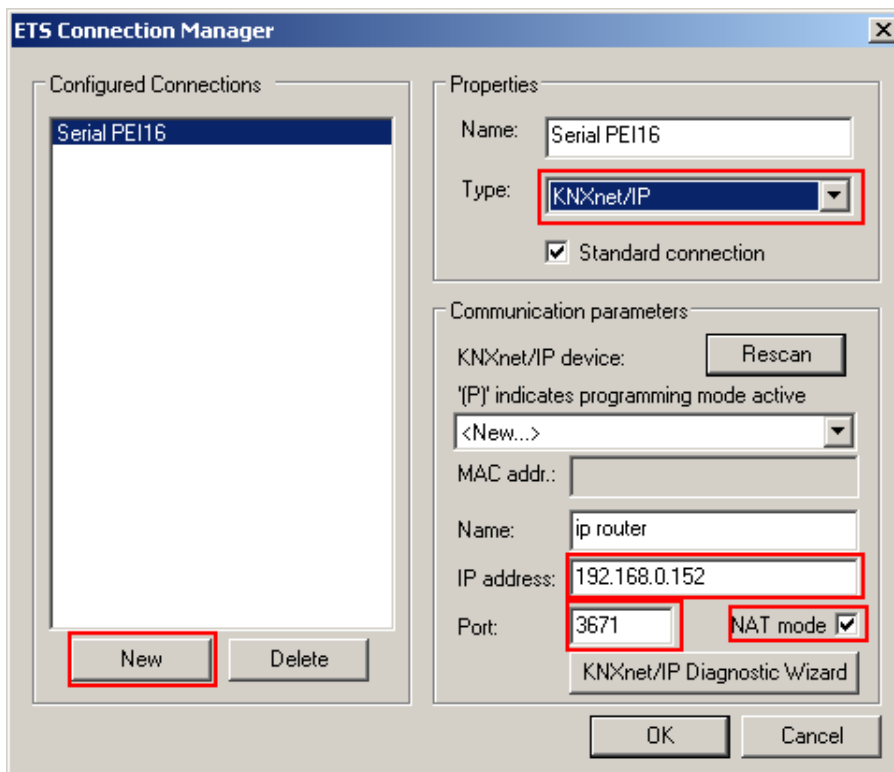 ETS Connection Manager
Configured Connections
Serial PEI16
New
Delete
Properties
Name:
Serial PEI16
Type:
KNXnet/IP
Standard connection
Communication parameters
KNXnet/IP device:
Rescan
'(P)' indicates programming mode active
<New...>
MAC addr.:
Name:
ip router
IP address:
192.168.0.152
Port:
3671
NAT mode
KNXnet/IP Diagnostic Wizard
OK
Cancel